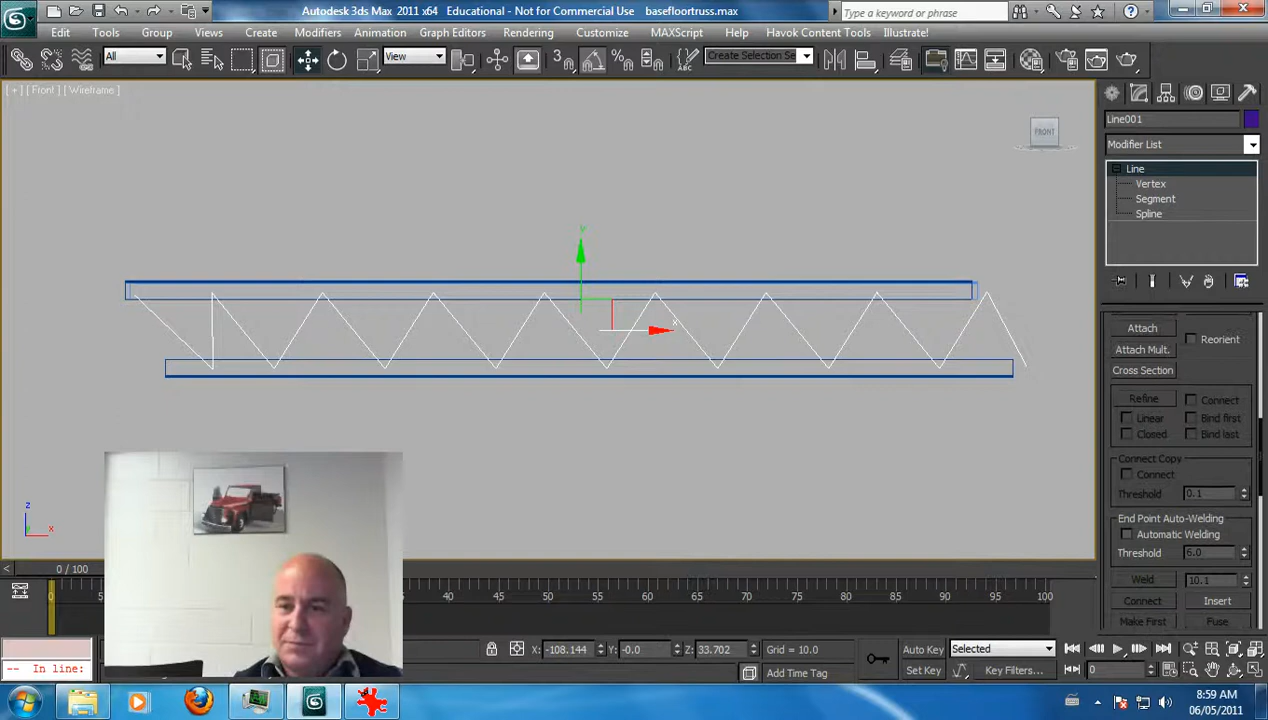 Autodesk 3ds Max 2011 x64 Educational - Not for Commercial Use basefloortruss.max
Type a keyword or phrase
Edit Tools Group Views Create Modifiers Animation Graph Editors Rendering Customize MAXScript Help Havok Content Tools Illustrate!
All View Create Selection Se
[ + ] [ Front ] [ Wireframe ]
FRONT
Line001
Modifier List
Line
Vertex
Segment
Spline
y
x
Attach Reorient
Attach Mult.
Cross Section
Refine Connect
Linear Bind first
Closed Bind last
Connect Copy
Connect
Threshold 0.1
End Point Auto-Welding
Automatic Welding
Threshold 6.0
Weld 10.1
Connect Insert
Make First Fuse
z
y x
0 / 100
0 5 45 50 55 60 65 70 75 80 85 90 95 100
X: -108.144 Y: -0.0 Z: 33.702 Grid = 10.0 Auto Key Selected
-- In line: Add Time Tag Set Key Key Filters... 0
8:59 AM
06/05/2011